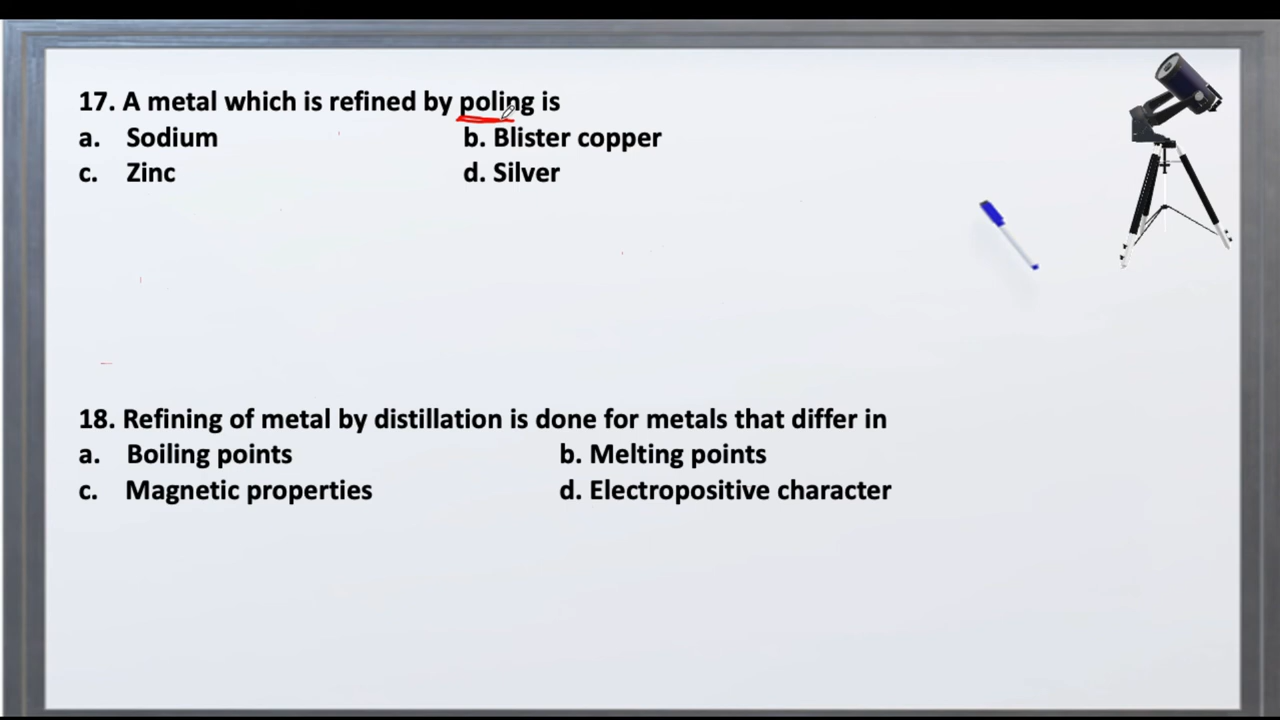 17. A metal which is refined by poling is
a. Sodium b. Blister copper
c. Zinc d. Silver
18. Refining of metal by distillation is done for metals that differ in
a. Boiling points b. Melting points
c. Magnetic properties d. Electropositive character